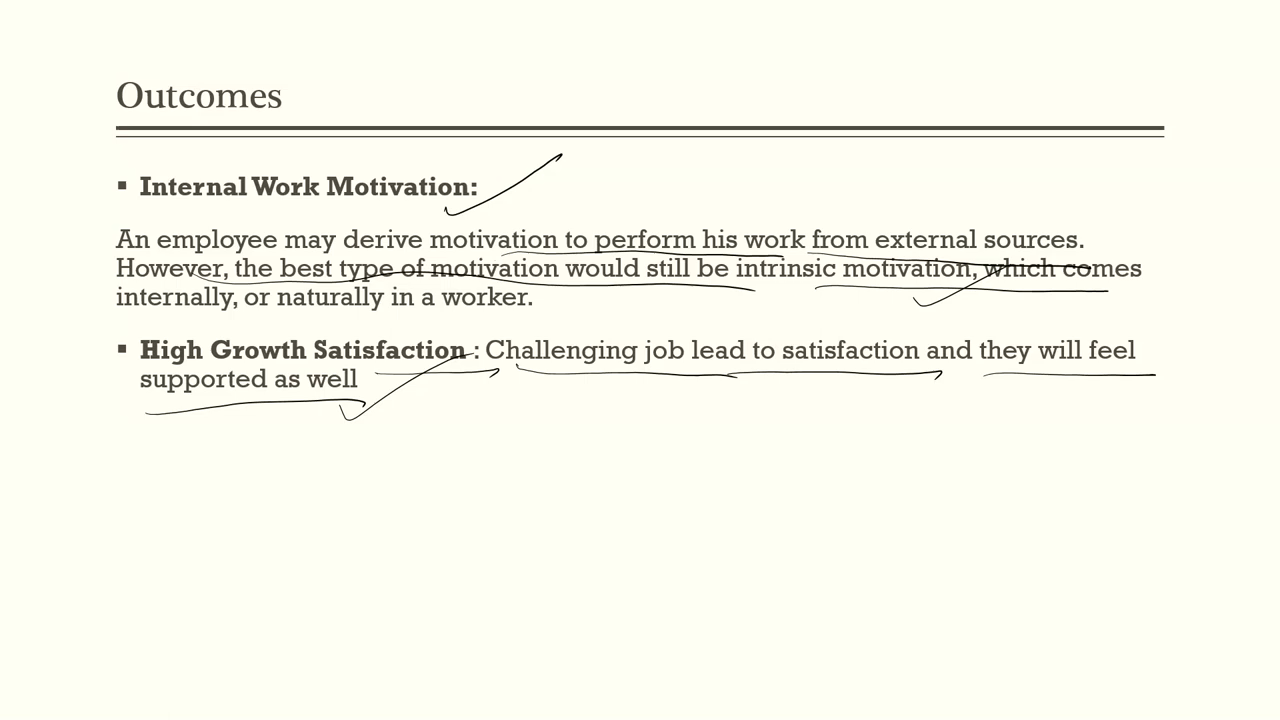 Outcomes
▪ Internal Work Motivation:
An employee may derive motivation to perform his work from external sources.
However, the best type of motivation would still be intrinsic motivation, which comes
internally, or naturally in a worker.
▪ High Growth Satisfaction : Challenging job lead to satisfaction and they will feel
supported as well